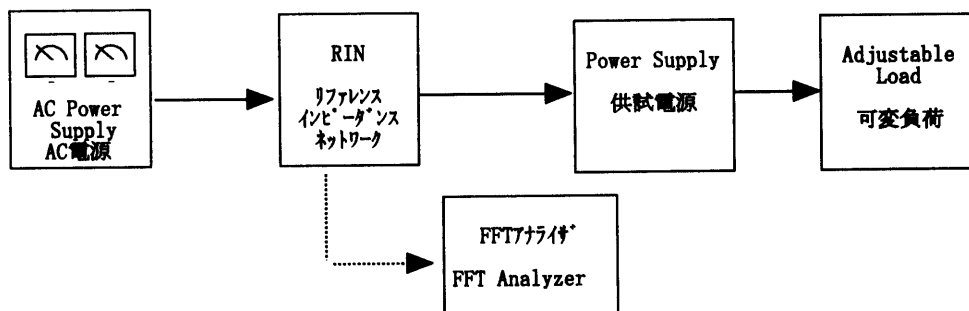 AC Power
Supply
AC電源
RIN
リファレンス
インピーダンス
ネットワーク
Power Supply
供試電源
Adjustable
Load
可変負荷
FFTアナライザ
FFT Analyzer